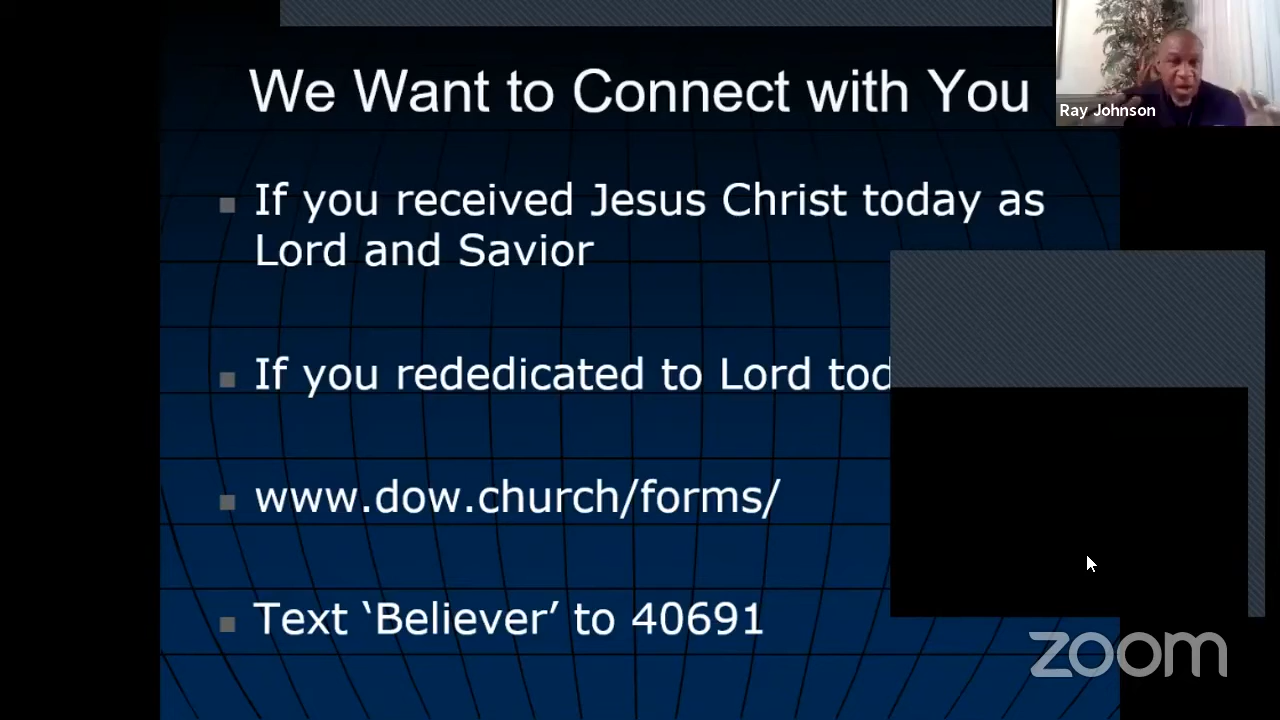 We Want to Connect with You
Ray Johnson
If you received Jesus Christ today as
Lord and Savior
If you rededicated to Lord tod
www.dow.church/forms/
Text ‘Believer’ to 40691
zoom